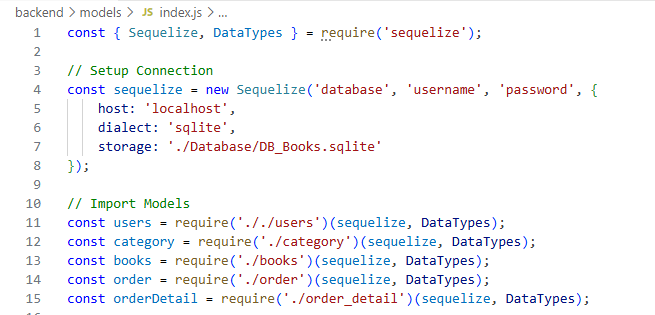 backend > models > JS index.js > ...
1 const { Sequelize, DataTypes } = require('sequelize');
2
3 // Setup Connection
4 const sequelize = new Sequelize('database', 'username', 'password', {
5 host: 'localhost',
6 dialect: 'sqlite',
7 storage: './Database/DB_Books.sqlite'
8 });
9
10 // Import Models
11 const users = require('././users')(sequelize, DataTypes);
12 const category = require('./category')(sequelize, DataTypes);
13 const books = require('./books')(sequelize, DataTypes);
14 const order = require('./order')(sequelize, DataTypes);
15 const orderDetail = require('./order_detail')(sequelize, DataTypes);